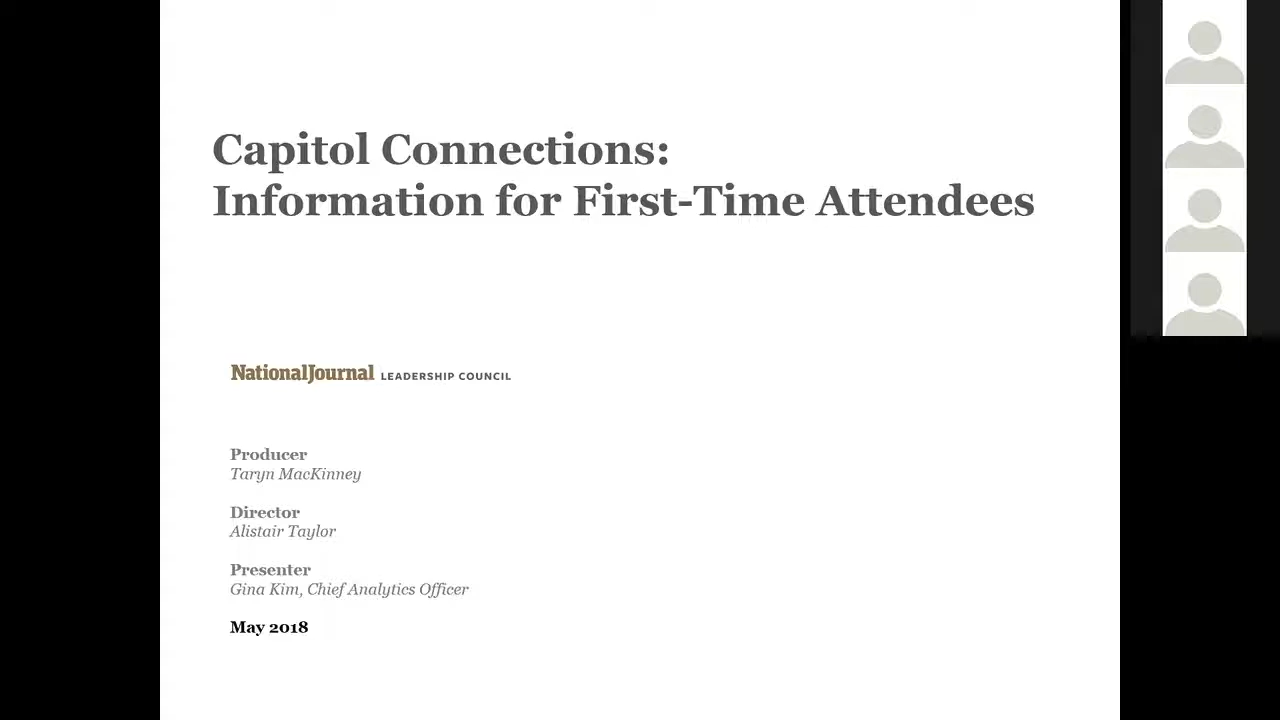 Capitol Connections:
Information for First-Time Attendees
NationalJournal LEADERSHIP COUNCIL
Producer
Taryn MacKinney
Director
Alistair Taylor
Presenter
Gina Kim, Chief Analytics Officer
May 2018